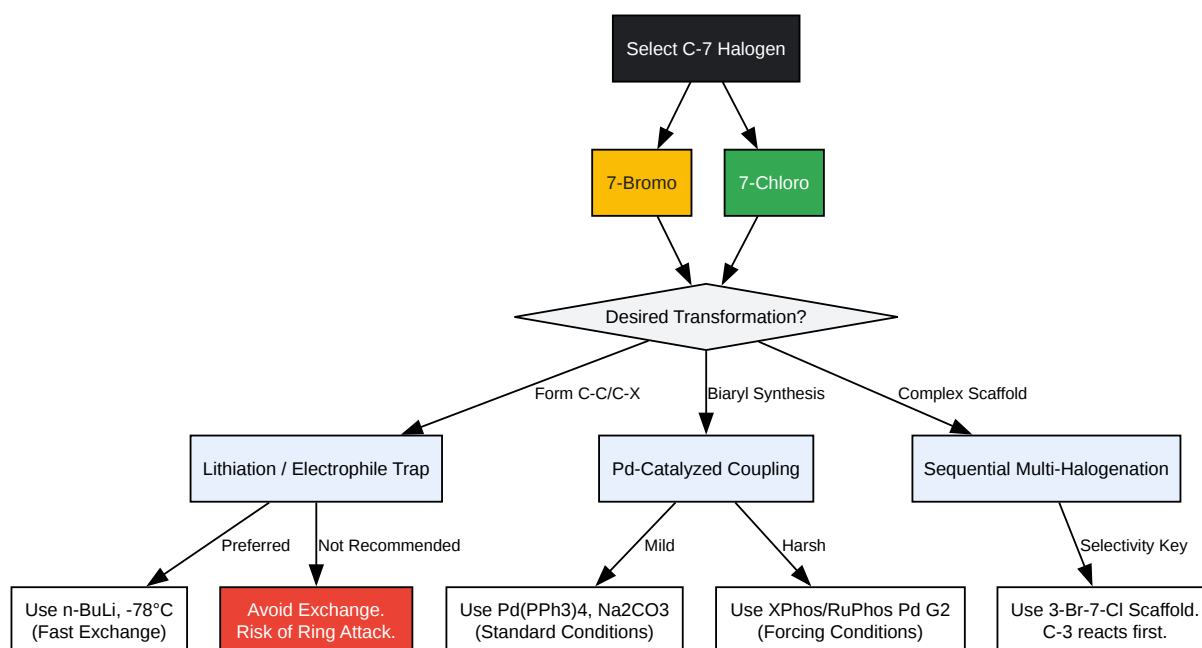 Select C-7 Halogen
7-Bromo
7-Chloro
Desired Transformation?
Form C-C/C-X
Biaryl Synthesis
Complex Scaffold
Lithiation / Electrophile Trap
Pd-Catalyzed Coupling
Sequential Multi-Halogenation
Preferred
Not Recommended
Mild
Harsh
Selectivity Key
Use n-BuLi, -78°C
(Fast Exchange)
Avoid Exchange.
Risk of Ring Attack.
Use Pd(PPh3)4, Na2CO3
(Standard Conditions)
Use XPhos/RuPhos Pd G2
(Forcing Conditions)
Use 3-Br-7-Cl Scaffold.
C-3 reacts first.